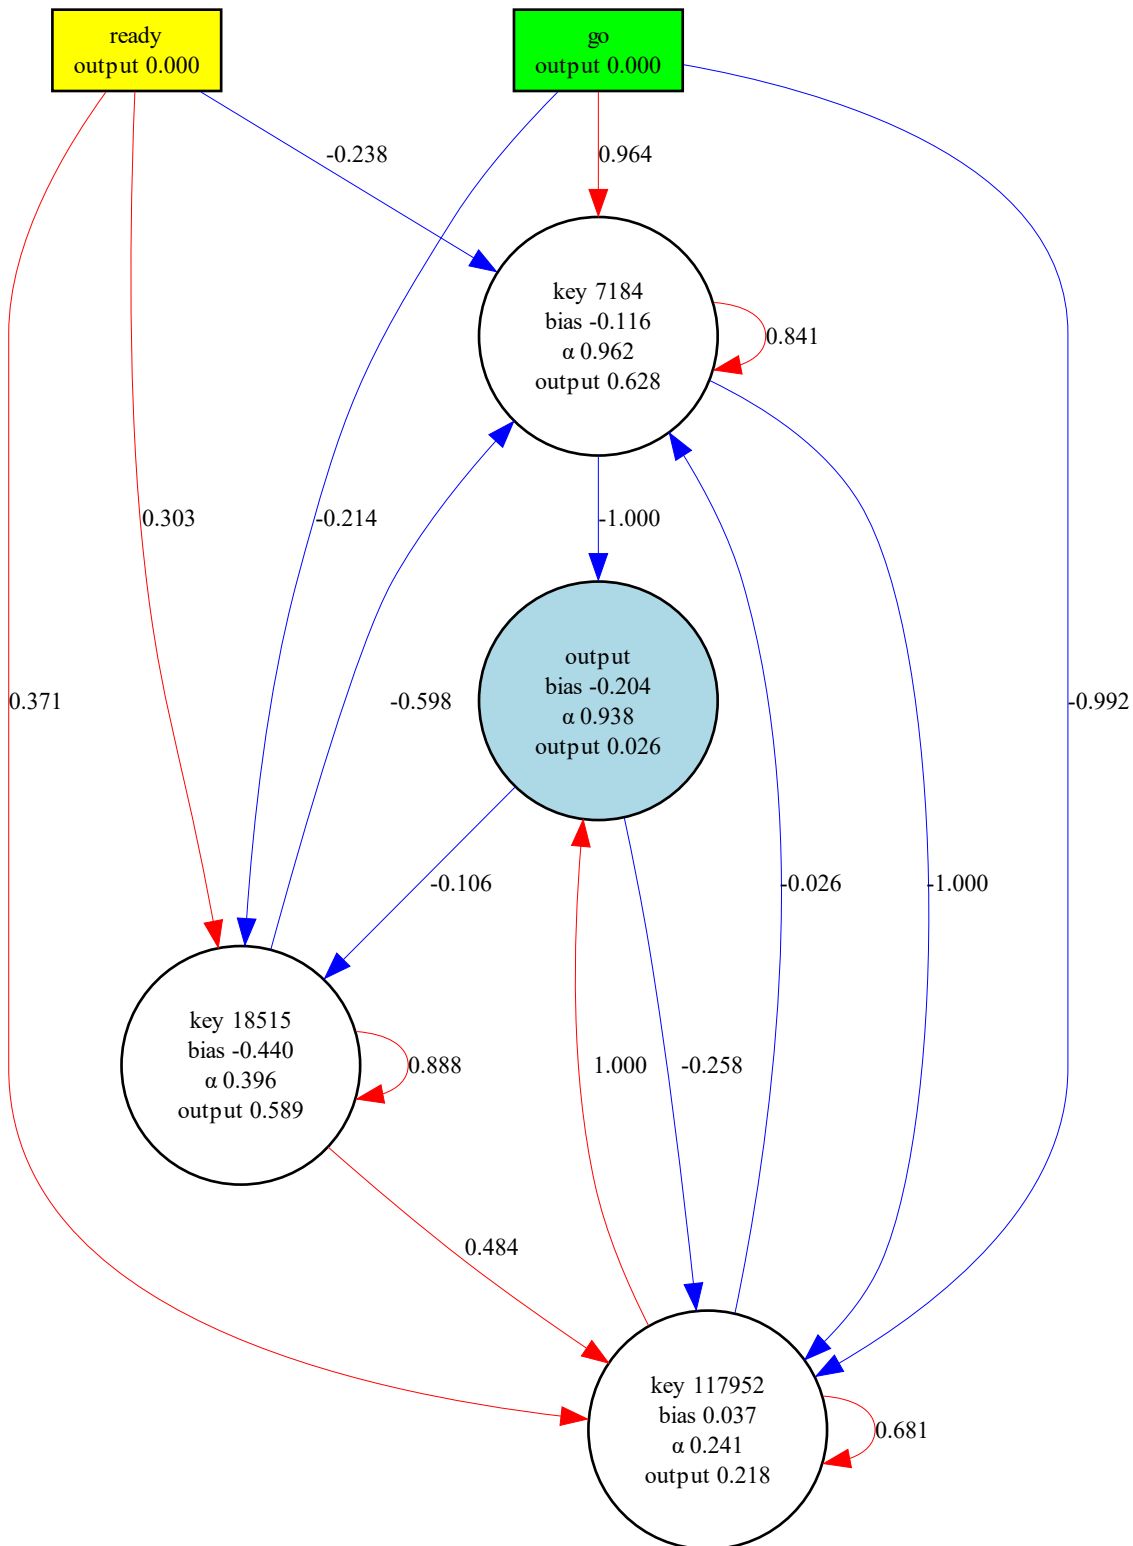 ready
output 0.000
go
output 0.000
-0.238
0.964
key 7184
bias -0.116
α 0.962
output 0.628
0.841
0.303
-0.214
-1.000
output
bias -0.204
α 0.938
output 0.026
0.371
-0.598
-0.992
-0.106
-0.026
-1.000
key 18515
bias -0.440
α 0.396
output 0.589
0.888
1.000
-0.258
0.484
key 117952
bias 0.037
α 0.241
output 0.218
0.681